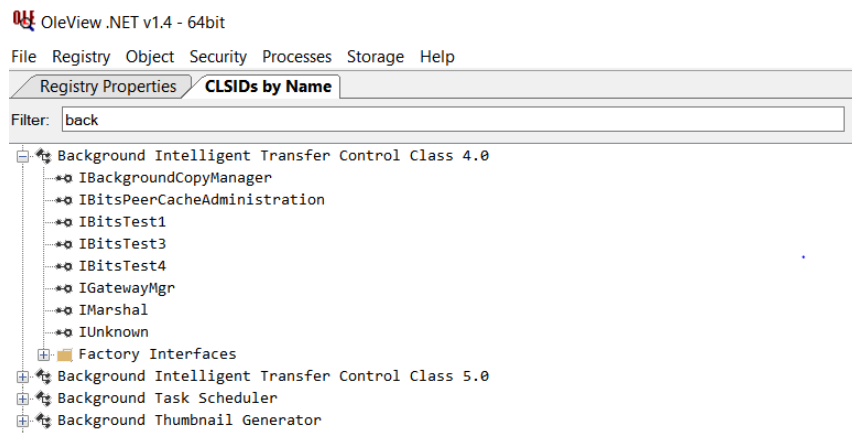 OleView .NET v1.4 - 64bit
File Registry Object Security Processes Storage Help
Registry Properties CLSIDs by Name
Filter: back
Background Intelligent Transfer Control Class 4.0
IBackgroundCopyManager
IBitsPeerCacheAdministration
IBitsTest1
IBitsTest3
IBitsTest4
IGatewayMgr
IMarshal
IUnknown
Factory Interfaces
Background Intelligent Transfer Control Class 5.0
Background Task Scheduler
Background Thumbnail Generator